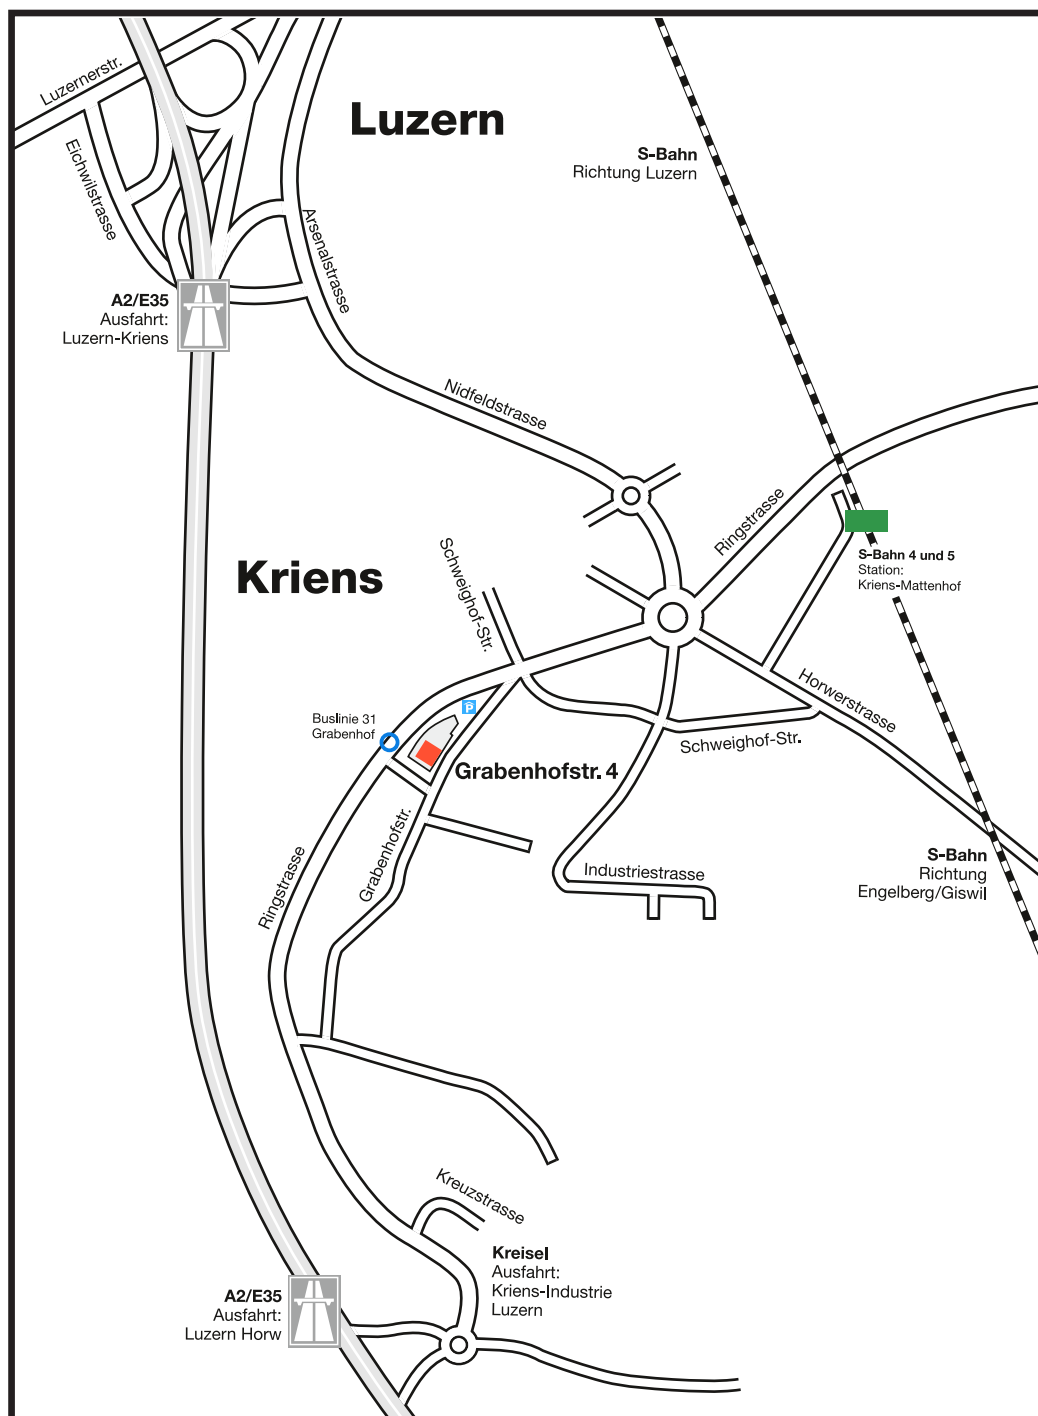 Luzernerstr.
Luzern
Eichwilstrasse
S-Bahn
Richtung Luzern
Arsenalstrasse
A2/E35
Ausfahrt:
Luzern-Kriens
Nidfeldstrasse
Ringstrasse
Schweighof-Str.
S-Bahn 4 und 5
Station:
Kriens-Mattenhof
Kriens
Horwerstrasse
P
Buslinie 31
Grabenhof
Schweighof-Str.
Grabenhofstr. 4
Grabenhofstr.
Ringstrasse
Industriestrasse
S-Bahn
Richtung
Engelberg/Giswil
Kreuzstrasse
Kreisel
Ausfahrt:
Kriens-Industrie
Luzern
A2/E35
Ausfahrt:
Luzern Horw